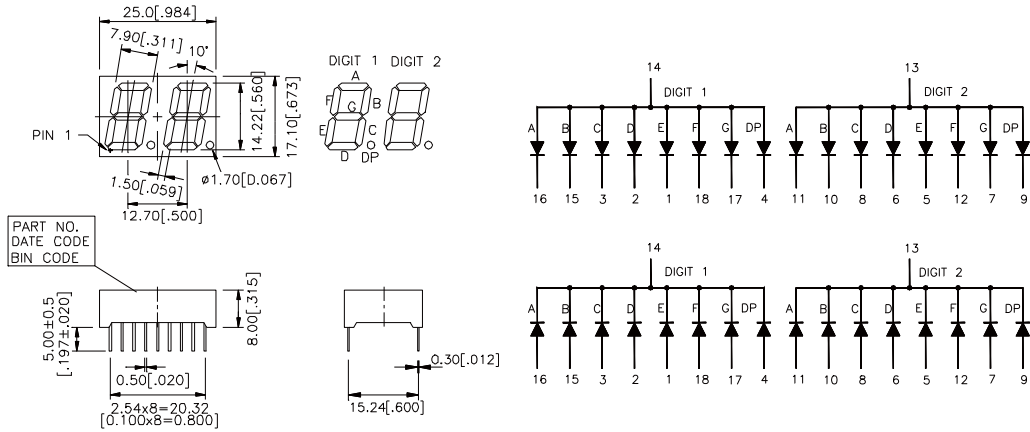 25.0[.984]
7.90[.311]
10°
PIN 1
14.22[.560]
17.10[.673]
1.50[.059]
ø1.70[D.067]
12.70[.500]
DIGIT 1 DIGIT 2
A
F G B
E C
D DP
PART NO.
DATE CODE
BIN CODE
8.00[.315]
5.00±0.5
[.197±.020]
0.50[.020]
2.54x8=20.32
[0.100x8=0.800]
0.30[.012]
15.24[.600]
14 13
DIGIT 1 DIGIT 2
A B C D E F G DP A B C D E F G DP
16 15 3 2 1 18 17 4 11 10 8 6 5 12 7 9
14 13
DIGIT 1 DIGIT 2
A B C D E F G DP A B C D E F G DP
16 15 3 2 1 18 17 4 11 10 8 6 5 12 7 9